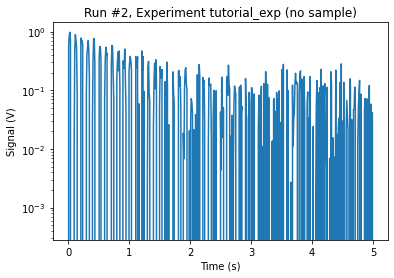 Run #2, Experiment tutorial_exp (no sample)
10⁰
10⁻¹
10⁻²
10⁻³
Signal (V)
0 1 2 3 4 5
Time (s)